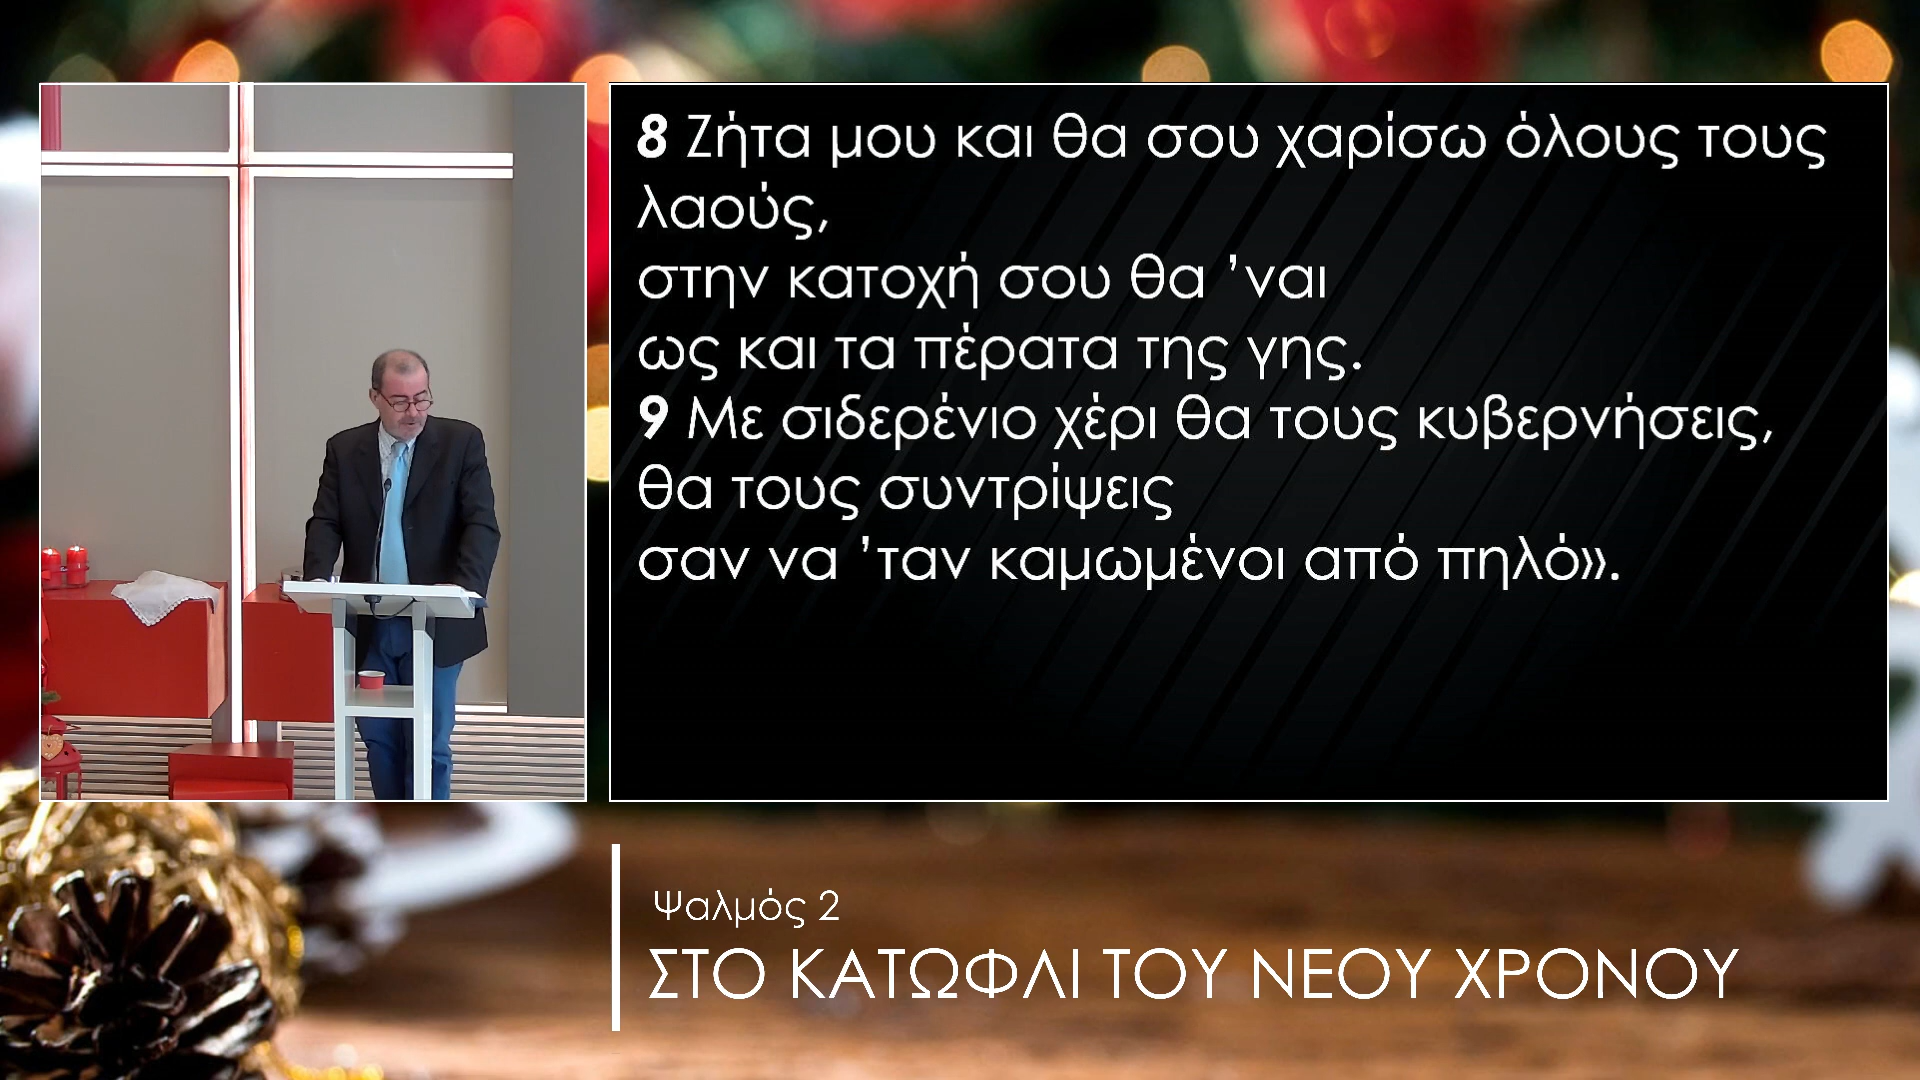 8 Ζήτα μου και θα σου χαρίσω όλους τους
λαούς,
στην κατοχή σου θα ’ναι
ως και τα πέρατα της γης.
9 Με σιδερένιο χέρι θα τους κυβερνήσεις,
θα τους συντρίψεις
σαν να ’ταν καμωμένοι από πηλό».
Ψαλμός 2
ΣΤΟ ΚΑΤΩΦΛΙ ΤΟΥ ΝΕΟΥ ΧΡΟΝΟΥ